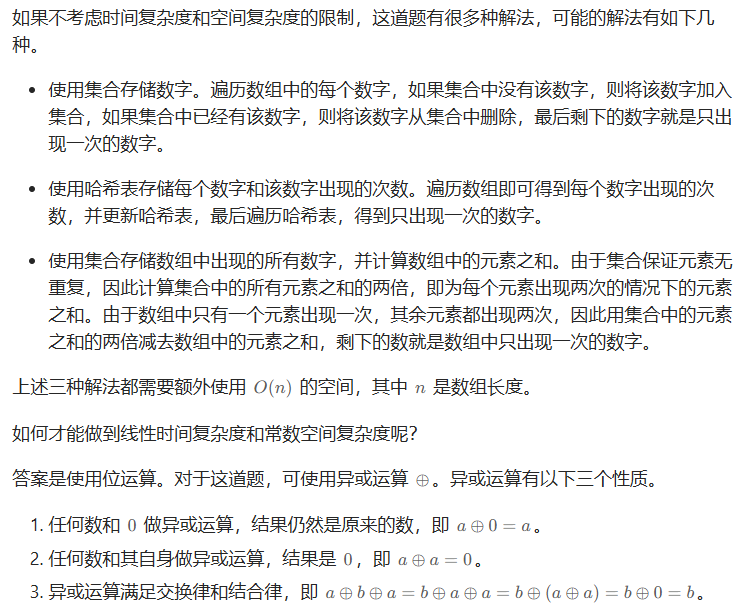 如果不考虑时间复杂度和空间复杂度的限制，这道题有很多种解法，可能的解法有如下几
种。
• 使用集合存储数字。遍历数组中的每个数字，如果集合中没有该数字，则将该数字加入
集合，如果集合中已经有该数字，则将该数字从集合中删除，最后剩下的数字就是只出
现一次的数字。
• 使用哈希表存储每个数字和该数字出现的次数。遍历数组即可得到每个数字出现的次
数，并更新哈希表，最后遍历哈希表，得到只出现一次的数字。
• 使用集合存储数组中出现的所有数字，并计算数组中的元素之和。由于集合保证元素无
重复，因此计算集合中的所有元素之和的两倍，即为每个元素出现两次的情况下的元素
之和。由于数组中只有一个元素出现一次，其余元素都出现两次，因此用集合中的元素
之和的两倍减去数组中的元素之和，剩下的数就是数组中只出现一次的数字。
上述三种解法都需要额外使用 O(n) 的空间，其中 n 是数组长度。
如何才能做到线性时间复杂度和常数空间复杂度呢？
答案是使用位运算。对于这道题，可使用异或运算 ⊕。异或运算有以下三个性质。
1. 任何数和 0 做异或运算，结果仍然是原来的数，即 a ⊕ 0 = a。
2. 任何数和其自身做异或运算，结果是 0，即 a ⊕ a = 0。
3. 异或运算满足交换律和结合律，即 a ⊕ b ⊕ a = b ⊕ a ⊕ a = b ⊕ (a ⊕ a) = b ⊕ 0 = b。